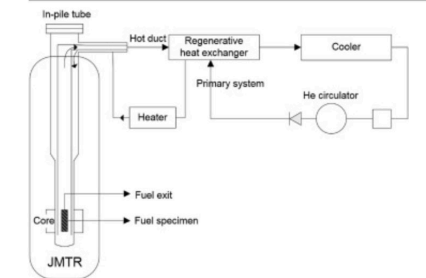 In-pile tube
Hot duct
Regenerative
heat exchanger
Cooler
Primary system
He circulator
Heater
Fuel exit
Core
Fuel specimen
JMTR